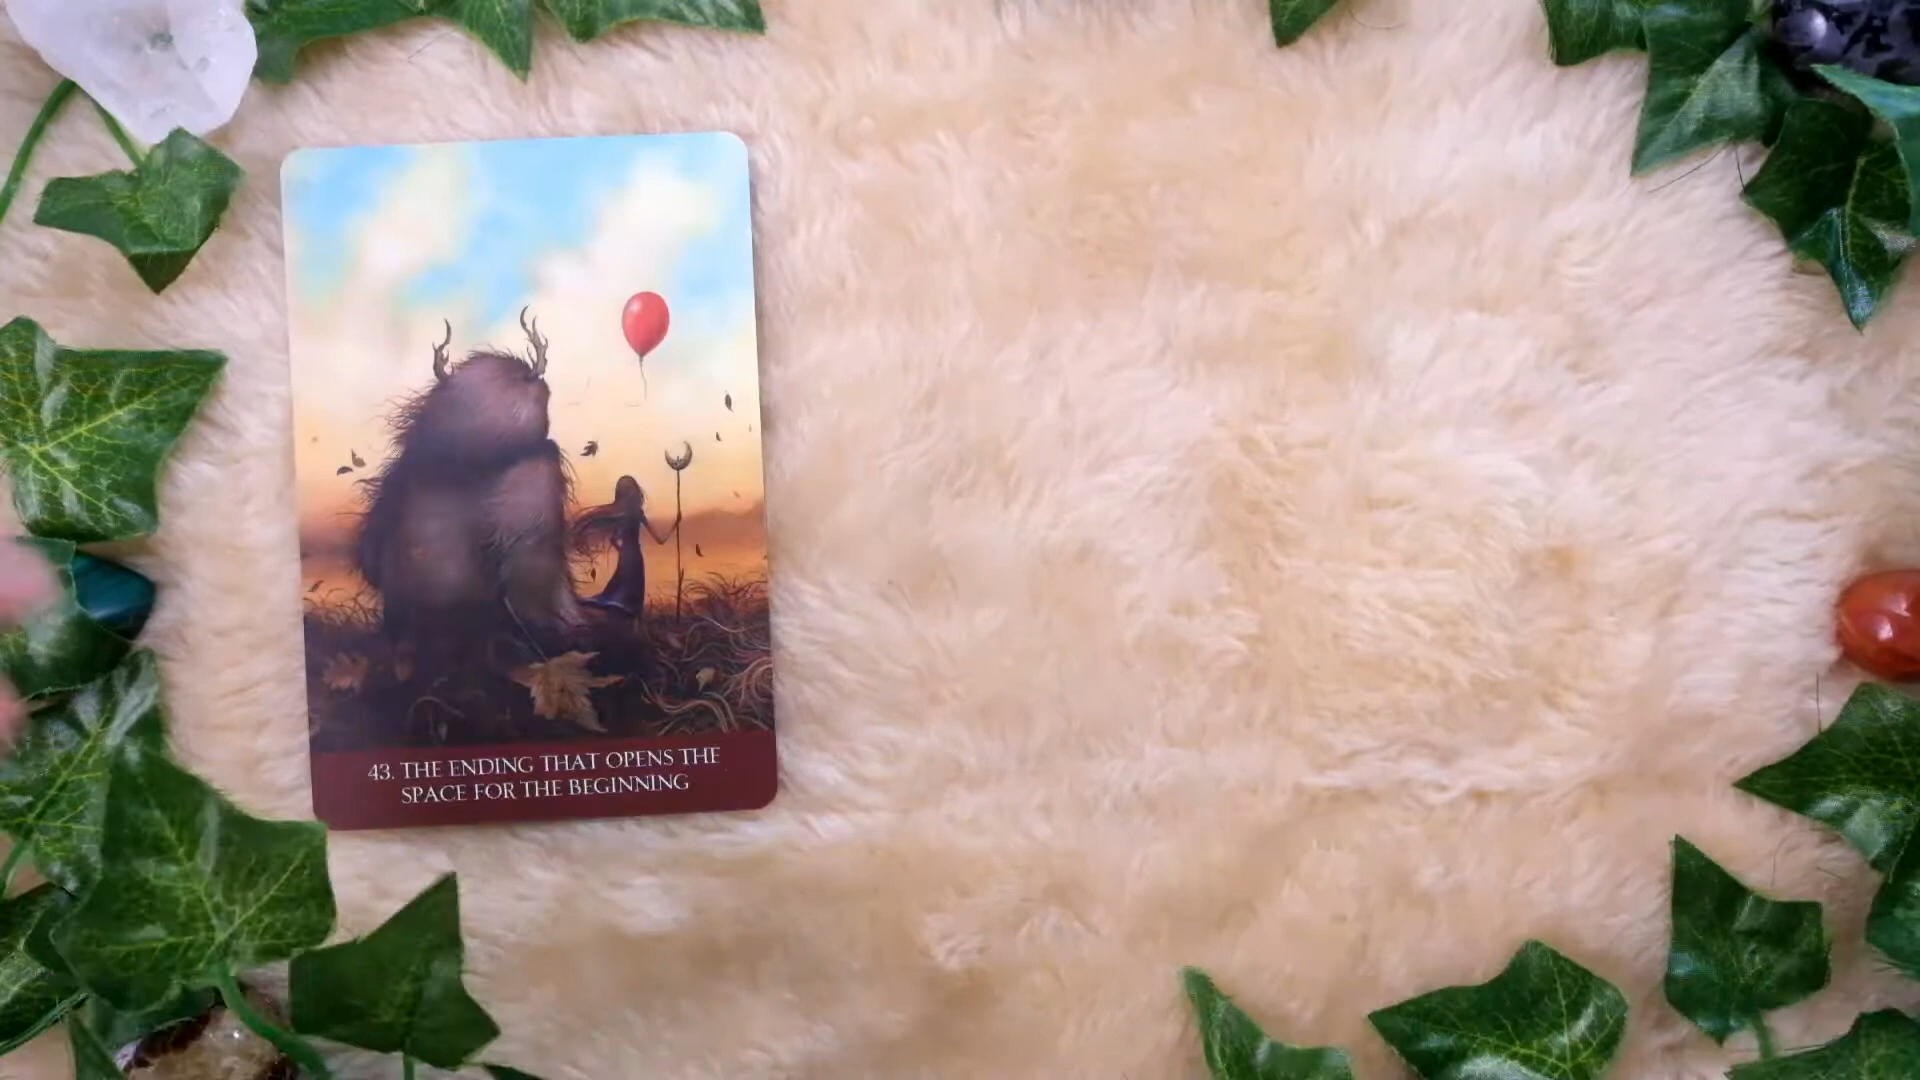 43. THE ENDING THAT OPENS THE
SPACE FOR THE BEGINNING